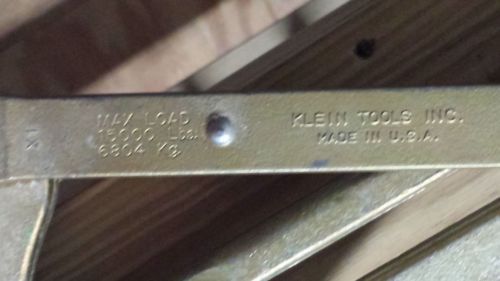 MAX LOAD
15000 Lbs.
6804 Kg.
KLEIN TOOLS INC.
MADE IN U.S.A.